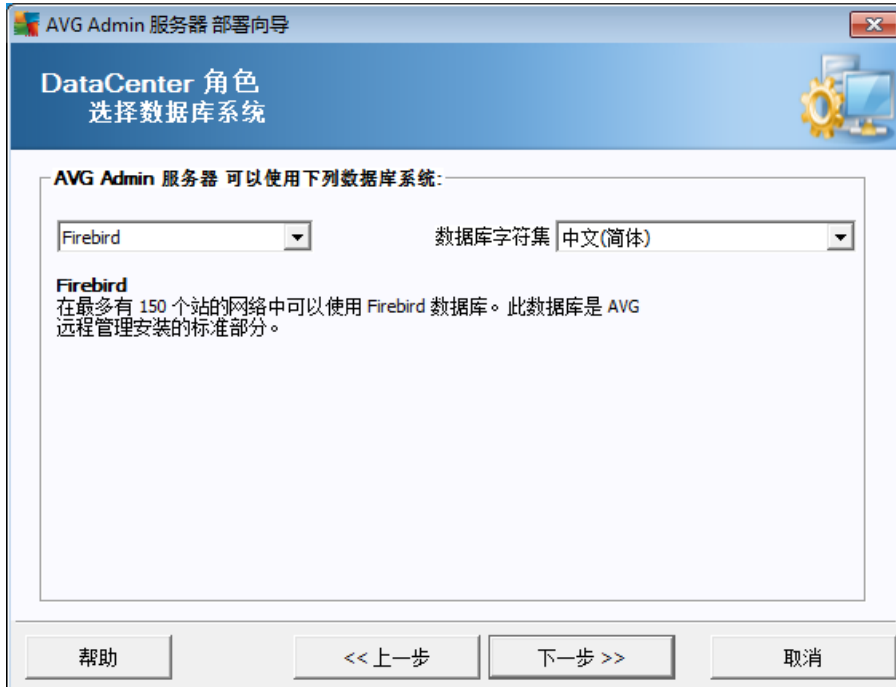 AVG Admin 服务器 部署向导
DataCenter 角色
选择数据库系统
AVG Admin 服务器 可以使用下列数据库系统:
Firebird 数据库字符集 中文(简体)
Firebird
在最多有 150 个站的网络中可以使用 Firebird 数据库。此数据库是 AVG
远程管理安装的标准部分。
帮助 << 上一步 下一步 >> 取消